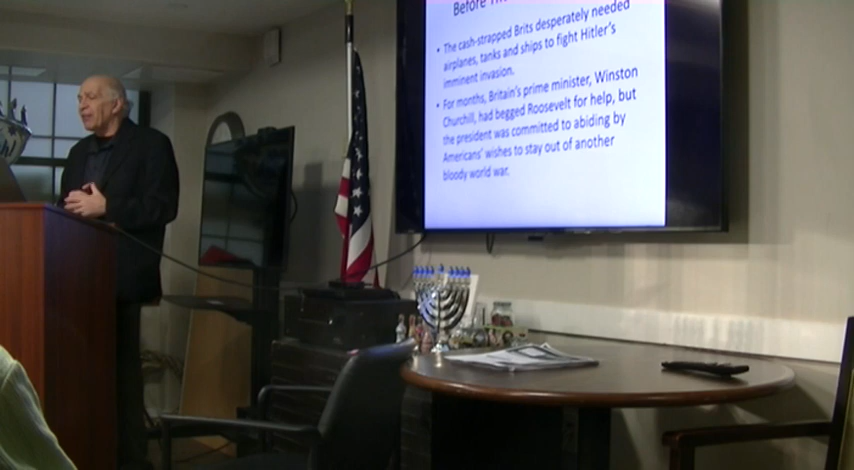 Before Th
• The cash-strapped Brits desperately needed
airplanes, tanks and ships to fight Hitler's
imminent invasion.
• For months, Britain's prime minister, Winston
Churchill, had begged Roosevelt for help, but
the president was committed to abiding by
Americans' wishes to stay out of another
bloody world war.